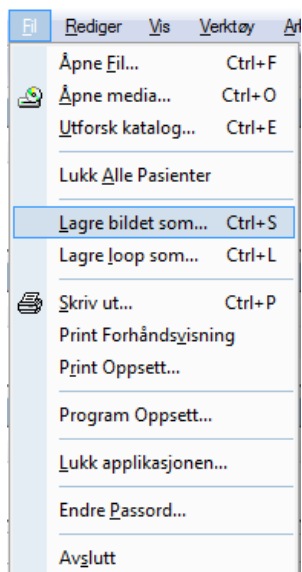 Fil Rediger Vis Verktøy
Åpne Fil... Ctrl+F
Åpne media... Ctrl+O
Utforsk katalog... Ctrl+E
Lukk Alle Pasienter
Lagre bildet som... Ctrl+S
Lagre loop som... Ctrl+L
Skriv ut... Ctrl+P
Print Forhåndsvisning
Print Oppsett...
Program Oppsett...
Lukk applikasjonen...
Endre Passord...
Avslutt